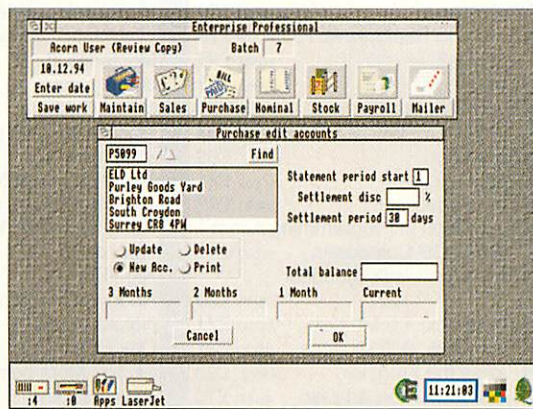 Enterprise Professional
Acorn User (Review Copy) Batch 7
10.12.94
Enter date
Save work Maintain Sales Purchase Nominal Stock Payroll Mailer
BILL
PAID
Purchase edit accounts
P5099 Find
ELD Ltd
Purley Goods Yard
Brighton Road
South Croydon
Surrey CR8 4PW
Statement period start 1
Settlement disc %
Settlement period 30 days
Update Delete
New Acc. Print
Total balance
3 Months 2 Months 1 Month Current
Cancel OK
:4 :0 Apps LaserJet 11:21:03